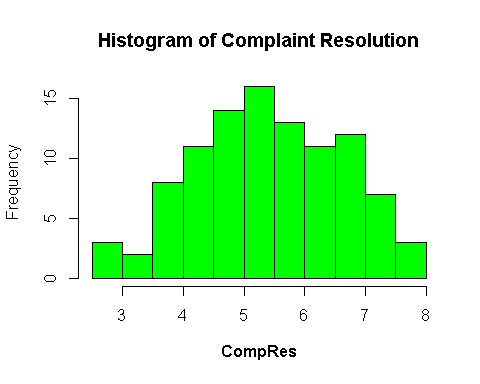 Histogram of Complaint Resolution
Frequency
15
10
5
0
3 4 5 6 7 8
CompRes